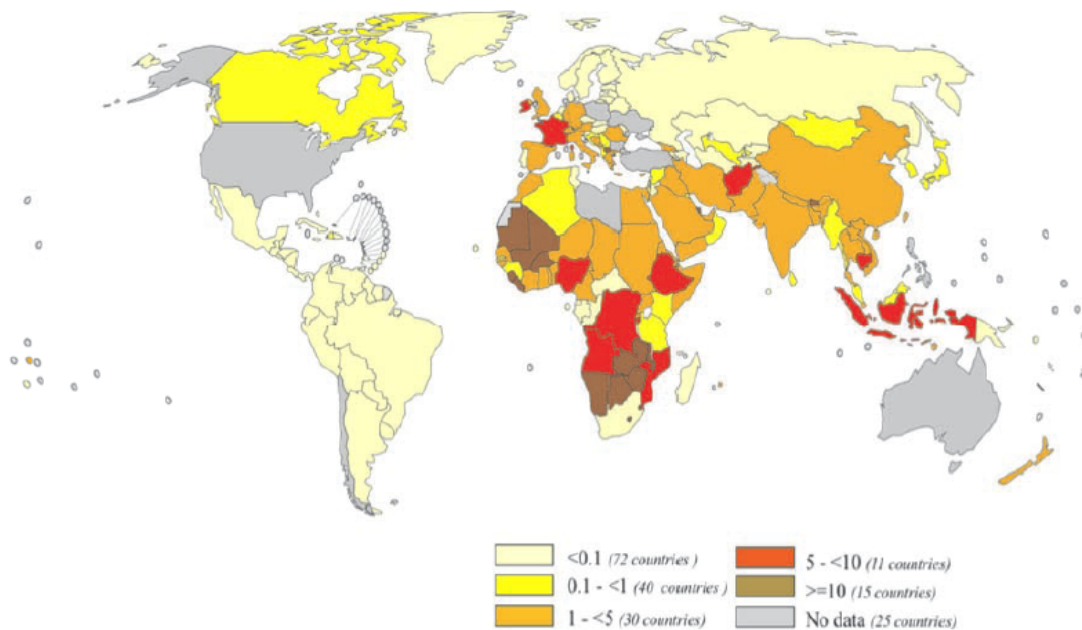 <0.1 (72 countries )
0.1 - <1 (40 countries )
1 - <5 (30 countries)
5 - <10 (11 countries)
>=10 (15 countries)
No data (25 countries)